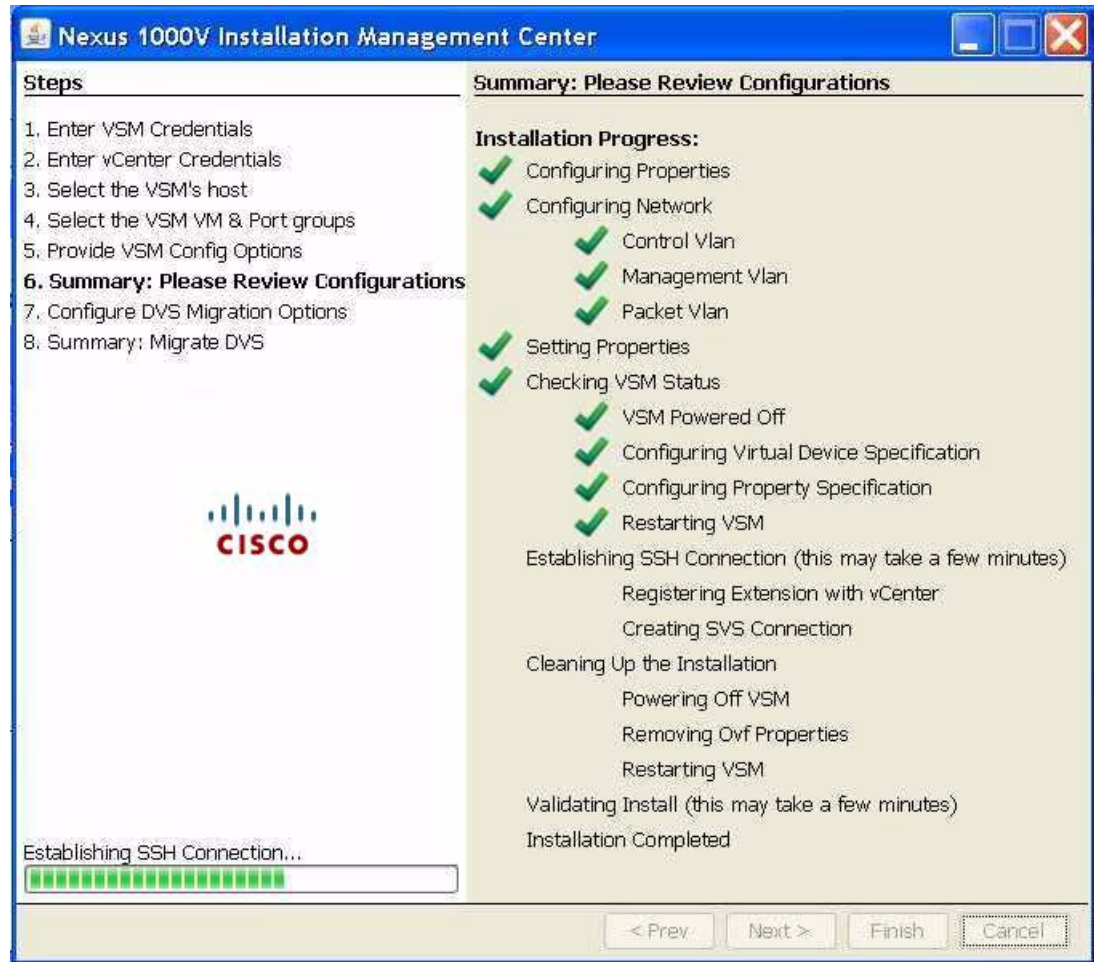 Nexus 1000V Installation Management Center
Steps
1. Enter VSM Credentials
2. Enter vCenter Credentials
3. Select the VSM's host
4. Select the VSM VM & Port groups
5. Provide VSM Config Options
6. Summary: Please Review Configurations
7. Configure DVS Migration Options
8. Summary: Migrate DVS
CISCO
Establishing SSH Connection...
Summary: Please Review Configurations
Installation Progress:
Configuring Properties
Configuring Network
Control Vlan
Management Vlan
Packet Vlan
Setting Properties
Checking VSM Status
VSM Powered Off
Configuring Virtual Device Specification
Configuring Property Specification
Restarting VSM
Establishing SSH Connection (this may take a few minutes)
Registering Extension with vCenter
Creating SVS Connection
Cleaning Up the Installation
Powering Off VSM
Removing Ovf Properties
Restarting VSM
Validating Install (this may take a few minutes)
Installation Completed
< Prev Next > Finish Cancel